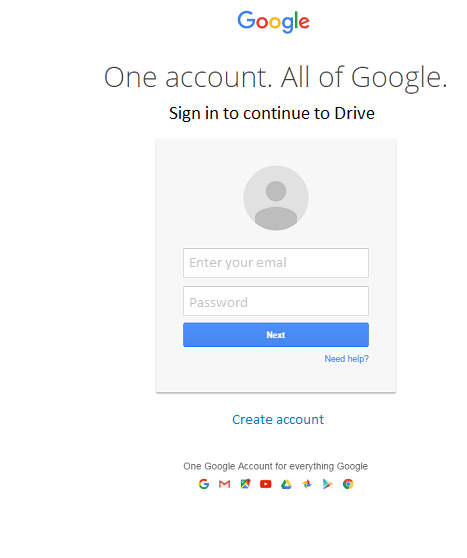 Google
One account. All of Google.
Sign in to continue to Drive
Enter your emal
Password
Next
Need help?
Create account
One Google Account for everything Google